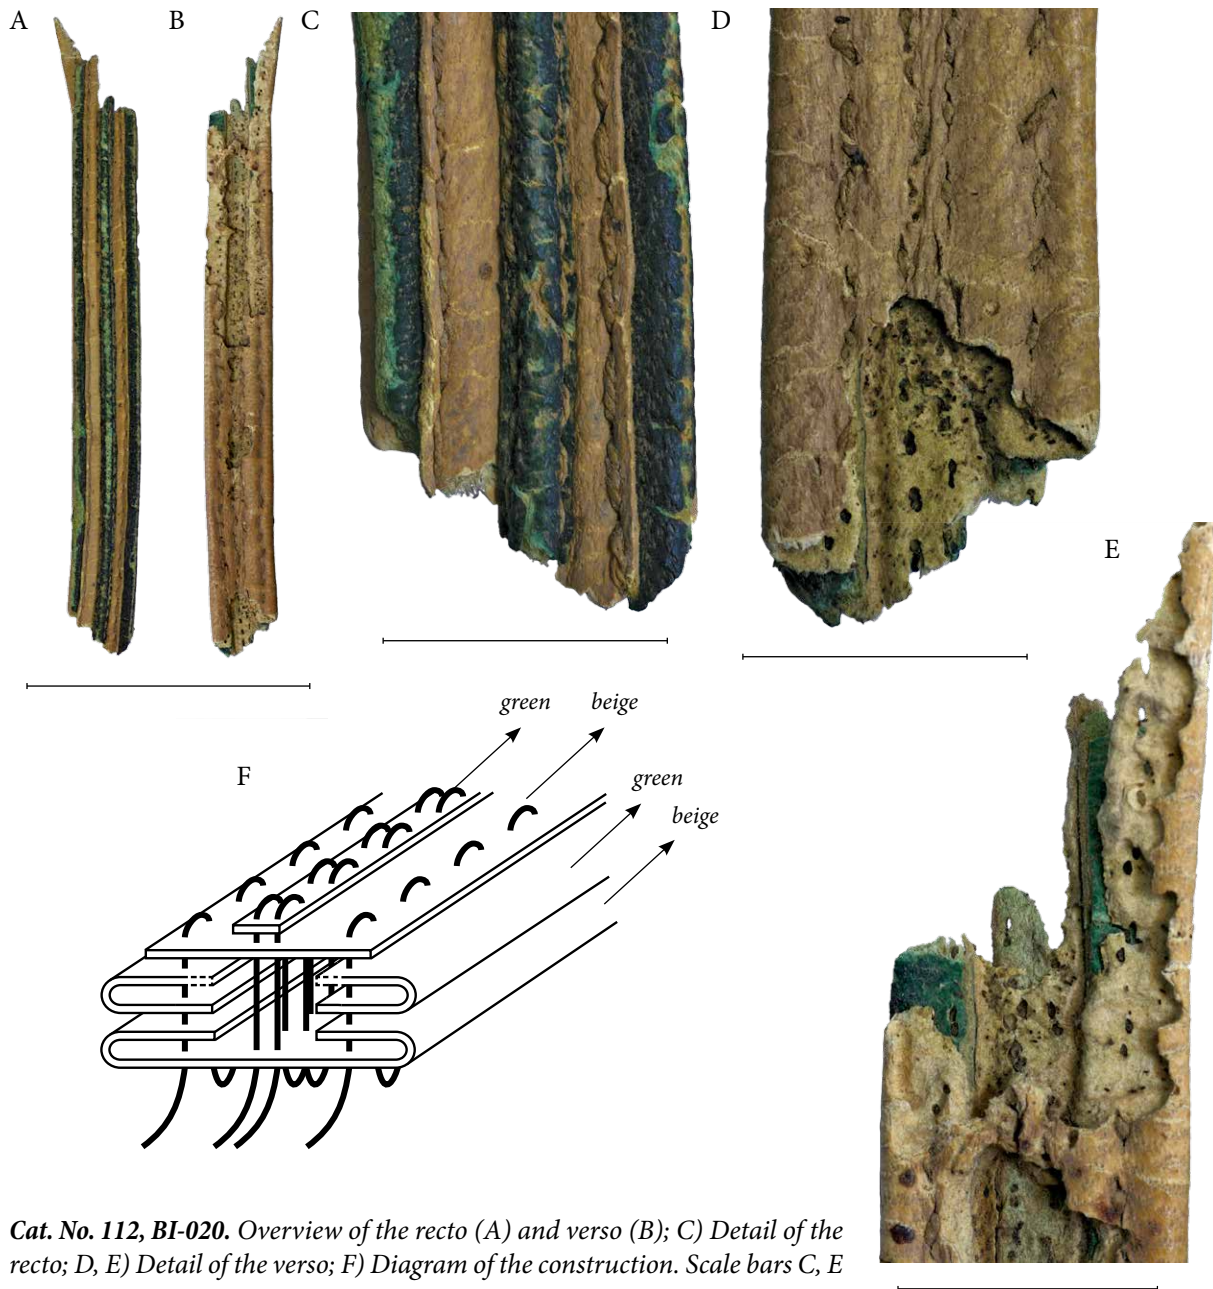 A
B
C
D
E
green
beige
F
green
beige
Cat. No. 112, BI-020. Overview of the recto (A) and verso (B); C) Detail of the
recto; D, E) Detail of the verso; F) Diagram of the construction. Scale bars C, E